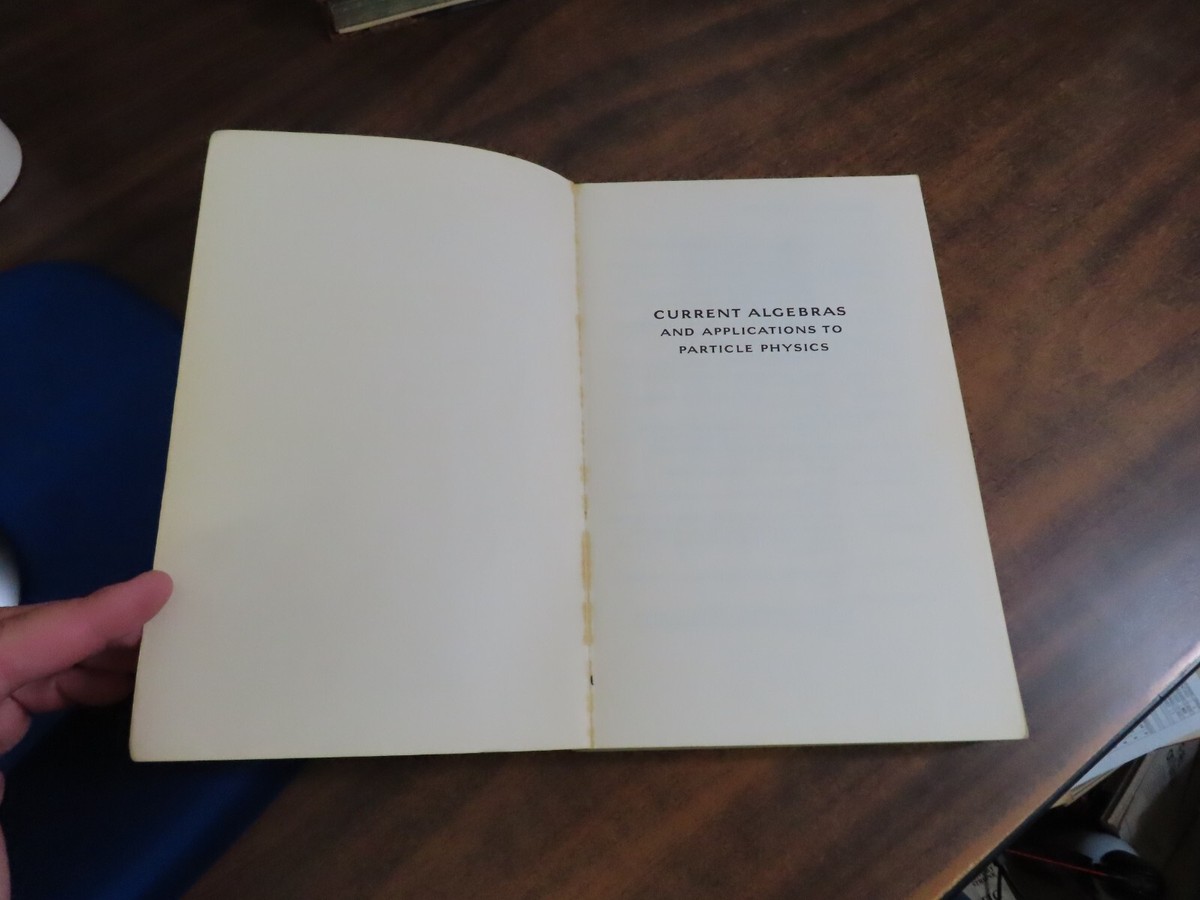 CURRENT ALGEBRAS
AND APPLICATIONS TO
PARTICLE PHYSICS